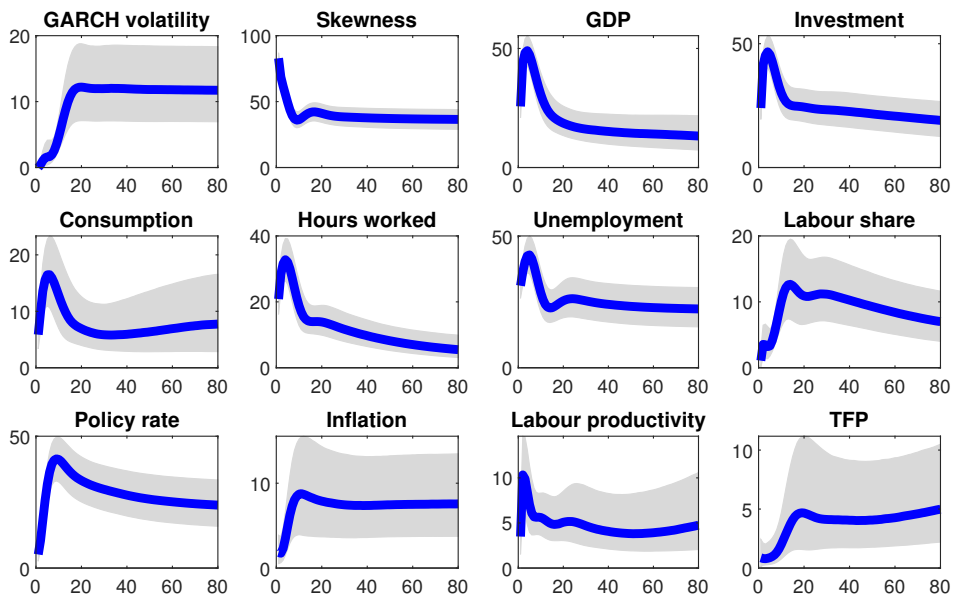 GARCH volatility
20
10
0
0 20 40 60 80
Skewness
100
50
0
0 20 40 60 80
GDP
50
0
0 20 40 60 80
Investment
50
0
0 20 40 60 80
Consumption
20
10
0
0 20 40 60 80
Hours worked
40
20
0
0 20 40 60 80
Unemployment
50
0
0 20 40 60 80
Labour share
20
10
0
0 20 40 60 80
Policy rate
50
0
0 20 40 60 80
Inflation
10
0
0 20 40 60 80
Labour productivity
10
5
0
0 20 40 60 80
TFP
10
5
0
0 20 40 60 80